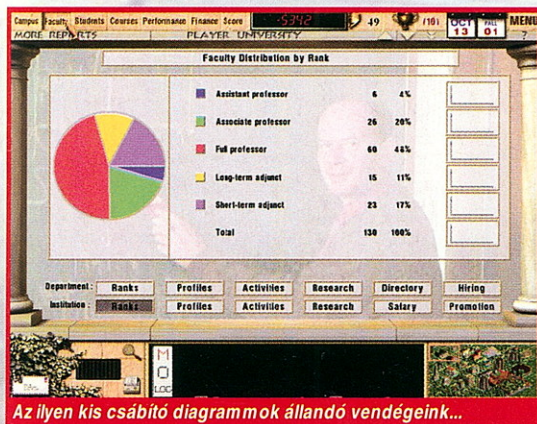 Campus Faculty Students Courses Performance Finance Score -5342 49 (16) OCT 13 FALL 01 MENU
MORE REPORTS PLAYER UNIVERSITY ?
Faculty Distribution by Rank
Assistant professor 6 4%
Associate professor 26 20%
Full professor 60 46%
Long-term adjunct 15 11%
Short-term adjunct 23 17%
Total 130 100%
Department: Ranks Profiles Activities Research Directory Hiring
Institution: Ranks Profiles Activities Research Salary Promotion
MO
LOG
Az ilyen kis csábító diagrammok állandó vendégeink...